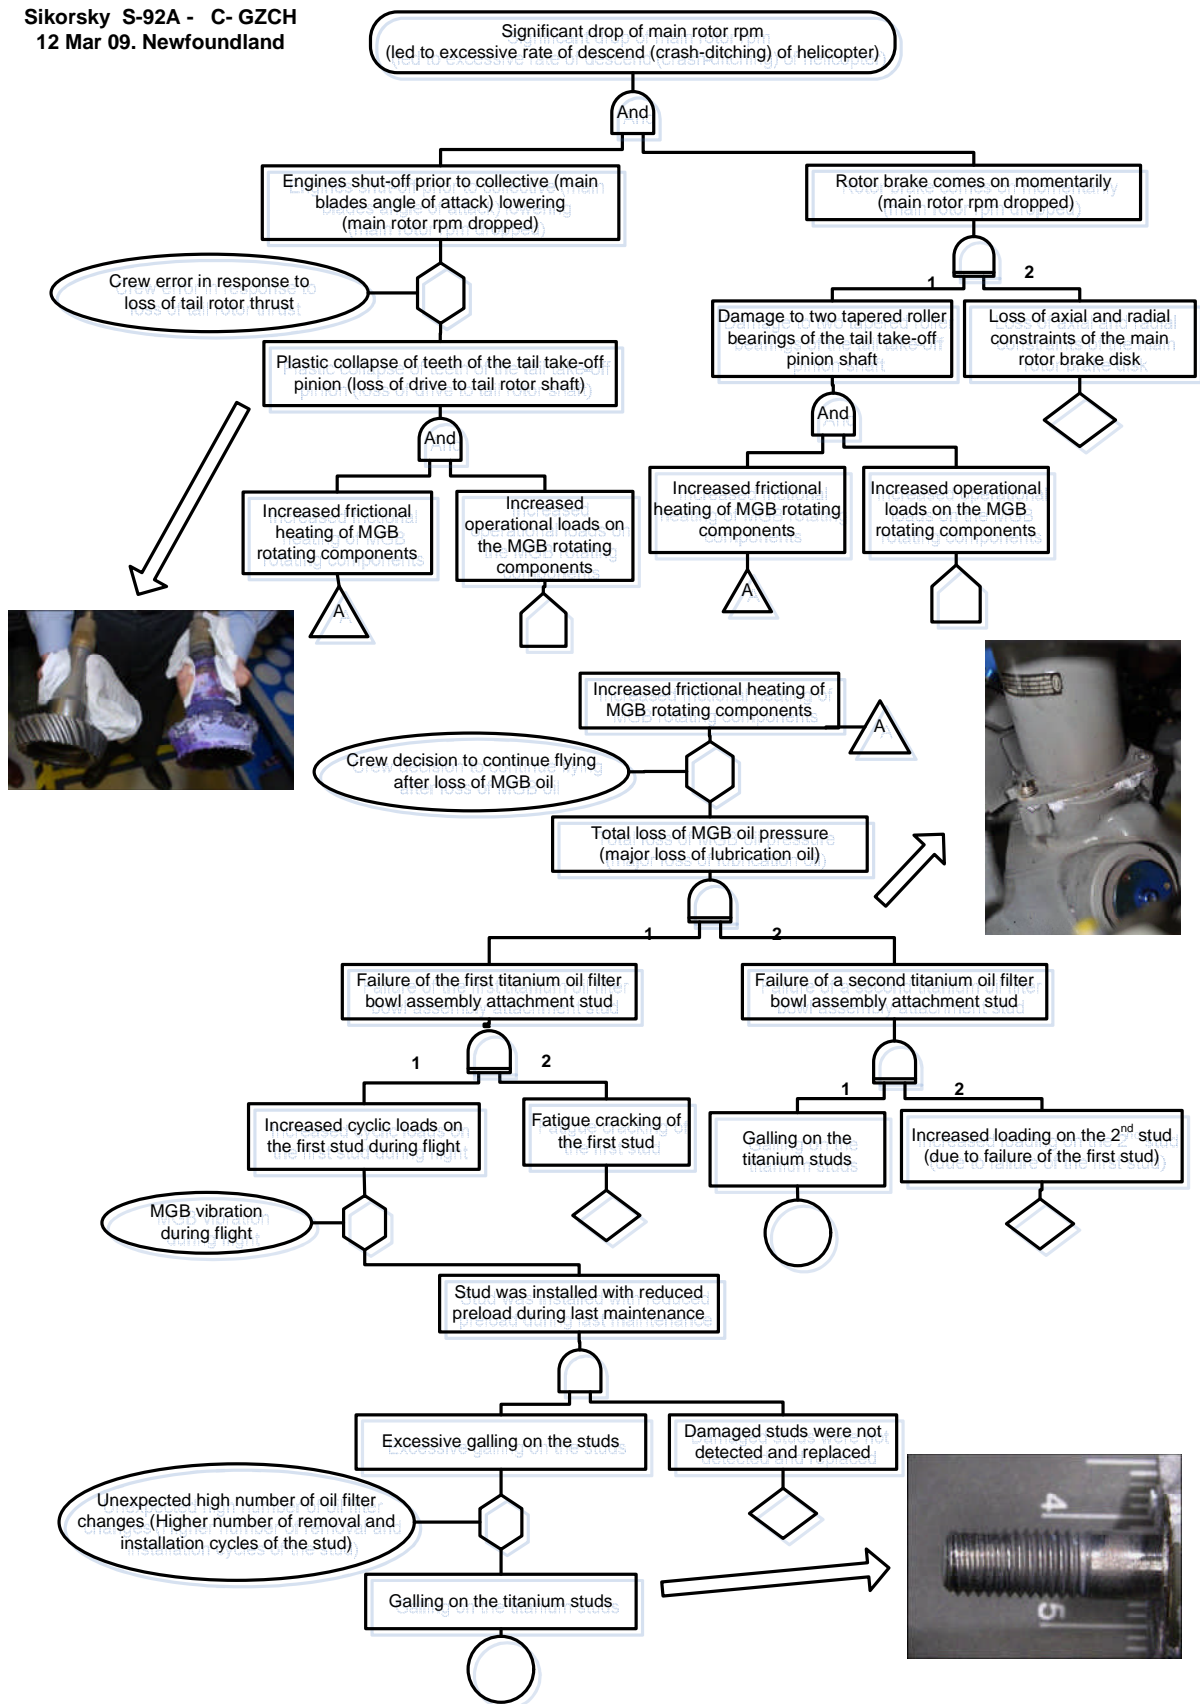 Sikorsky S-92A - C- GZCH
12 Mar 09. Newfoundland
Significant drop of main rotor rpm
(led to excessive rate of descend (crash-ditching) of helicopter)
And
Engines shut-off prior to collective (main
blades angle of attack) lowering
(main rotor rpm dropped)
Rotor brake comes on momentarily
(main rotor rpm dropped)
Crew error in response to
loss of tail rotor thrust
1
2
Damage to two tapered roller
bearings of the tail take-off
pinion shaft
Loss of axial and radial
constraints of the main
rotor brake disk
Plastic collapse of teeth of the tail take-off
pinion (loss of drive to tail rotor shaft)
And
And
Increased frictional
heating of MGB
rotating components
Increased
operational loads on
the MGB rotating
components
Increased frictional
heating of MGB rotating
components
Increased operational
loads on the MGB
rotating components
A
A
Increased frictional heating of
MGB rotating components
A
Crew decision to continue flying
after loss of MGB oil
Total loss of MGB oil pressure
(major loss of lubrication oil)
1
2
Failure of the first titanium oil filter
bowl assembly attachment stud
Failure of a second titanium oil filter
bowl assembly attachment stud
1
2
1
2
Increased cyclic loads on
the first stud during flight
Fatigue cracking of
the first stud
Galling on the
titanium studs
Increased loading on the 2nd stud
(due to failure of the first stud)
MGB vibration
during flight
Stud was installed with reduced
preload during last maintenance
Excessive galling on the studs
Damaged studs were not
detected and replaced
Unexpected high number of oil filter
changes (Higher number of removal and
installation cycles of the stud)
Galling on the titanium studs
4
5